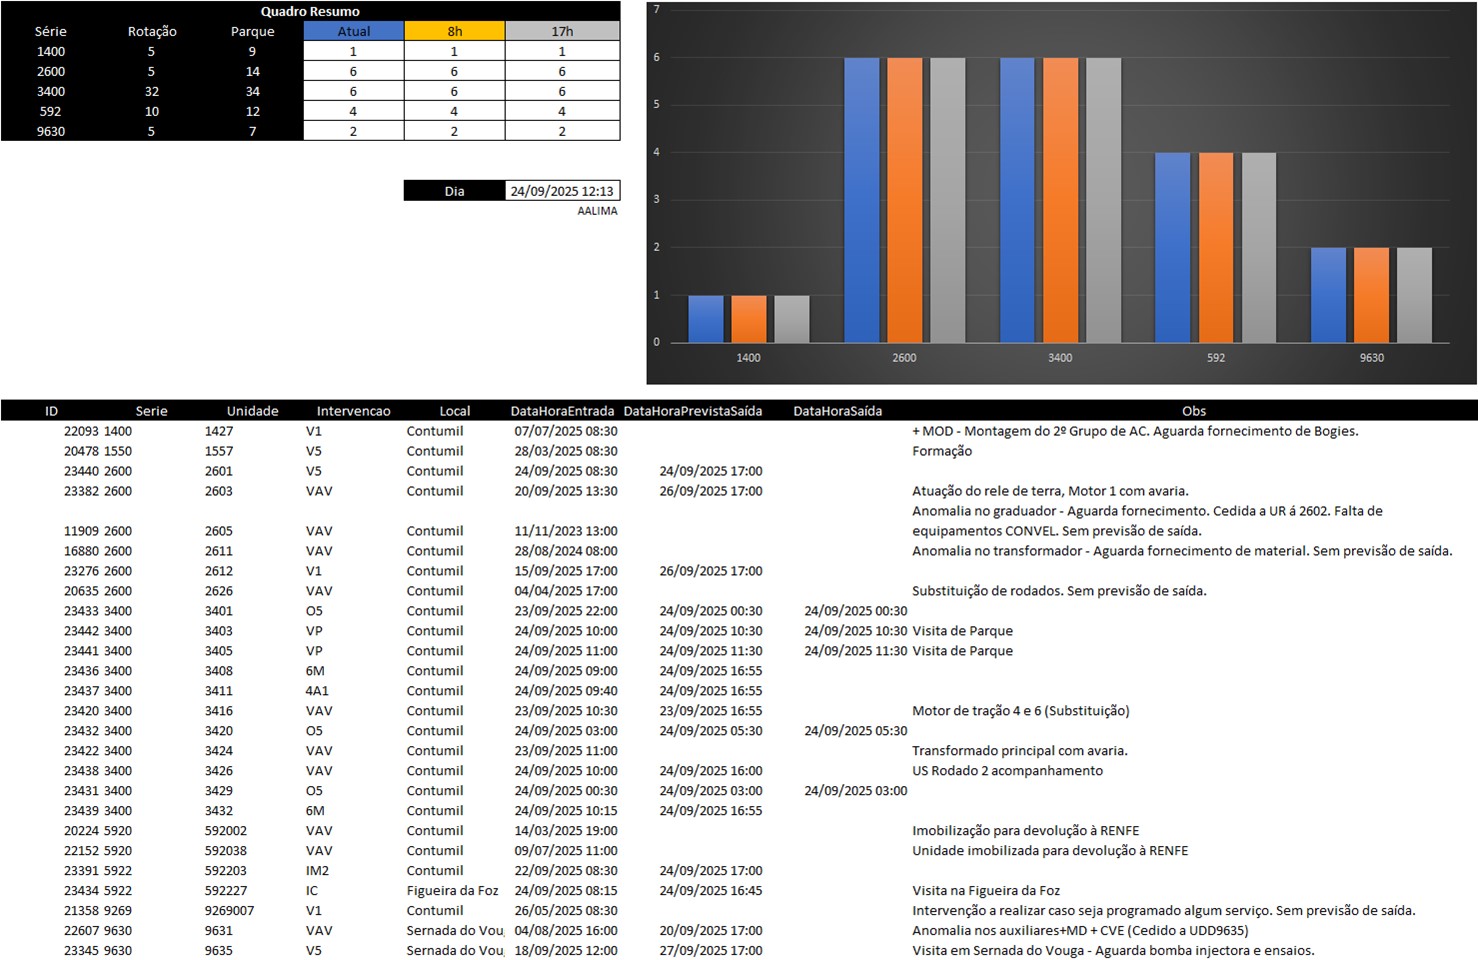 Quadro Resumo
Série Rotação Parque Atual 8h 17h
1400 5 9 1 1 1
2600 5 14 6 6 6
3400 32 34 6 6 6
592 10 12 4 4 4
9630 5 7 2 2 2
Dia 24/09/2025 12:13
AALIMA
7
6
5
4
3
2
1
0
1400 2600 3400 592 9630
ID Serie Unidade Intervencao Local DataHoraEntrada DataHoraPrevistaSaída DataHoraSaída Obs
22093 1400 1427 V1 Contumil 07/07/2025 08:30 + MOD - Montagem do 2º Grupo de AC. Aguarda fornecimento de Bogies.
20478 1550 1557 V5 Contumil 28/03/2025 08:30 Formação
23440 2600 2601 V5 Contumil 24/09/2025 08:30 24/09/2025 17:00
23382 2600 2603 VAV Contumil 20/09/2025 13:30 26/09/2025 17:00 Atuação do rele de terra, Motor 1 com avaria.
Anomalia no graduador - Aguarda fornecimento. Cedida a UR á 2602. Falta de
11909 2600 2605 VAV Contumil 11/11/2023 13:00 equipamentos CONVEL. Sem previsão de saída.
16880 2600 2611 VAV Contumil 28/08/2024 08:00 Anomalia no transformador - Aguarda fornecimento de material. Sem previsão de saída.
23276 2600 2612 V1 Contumil 15/09/2025 17:00 26/09/2025 17:00
20635 2600 2626 VAV Contumil 04/04/2025 17:00 Substituição de rodados. Sem previsão de saída.
23433 3400 3401 O5 Contumil 23/09/2025 22:00 24/09/2025 00:30 24/09/2025 00:30
23442 3400 3403 VP Contumil 24/09/2025 10:00 24/09/2025 10:30 24/09/2025 10:30 Visita de Parque
23441 3400 3405 VP Contumil 24/09/2025 11:00 24/09/2025 11:30 24/09/2025 11:30 Visita de Parque
23436 3400 3408 6M Contumil 24/09/2025 09:00 24/09/2025 16:55
23437 3400 3411 4A1 Contumil 24/09/2025 09:40 24/09/2025 16:55
23420 3400 3416 VAV Contumil 23/09/2025 10:30 23/09/2025 16:55 Motor de tração 4 e 6 (Substituição)
23432 3400 3420 O5 Contumil 24/09/2025 03:00 24/09/2025 05:30 24/09/2025 05:30
23422 3400 3424 VAV Contumil 23/09/2025 11:00 Transformado principal com avaria.
23438 3400 3426 VAV Contumil 24/09/2025 10:00 24/09/2025 16:00 US Rodado 2 acompanhamento
23431 3400 3429 O5 Contumil 24/09/2025 00:30 24/09/2025 03:00 24/09/2025 03:00
23439 3400 3432 6M Contumil 24/09/2025 10:15 24/09/2025 16:55
20224 5920 592002 VAV Contumil 14/03/2025 19:00 Imobilização para devolução à RENFE
22152 5920 592038 VAV Contumil 09/07/2025 11:00 Unidade imobilizada para devolução à RENFE
23391 5922 592203 IM2 Contumil 22/09/2025 08:30 24/09/2025 17:00
23434 5922 592227 IC Figueira da Foz 24/09/2025 08:15 24/09/2025 16:45 Visita na Figueira da Foz
21358 9269 9269007 V1 Contumil 26/05/2025 08:30 Intervenção a realizar caso seja programado algum serviço. Sem previsão de saída.
22607 9630 9631 VAV Sernada do Voug 04/08/2025 16:00 20/09/2025 17:00 Anomalia nos auxiliares+MD + CVE (Cedido a UDD9635)
23345 9630 9635 V5 Sernada do Voug 18/09/2025 12:00 27/09/2025 17:00 Visita em Sernada do Vouga - Aguarda bomba injectora e ensaios.